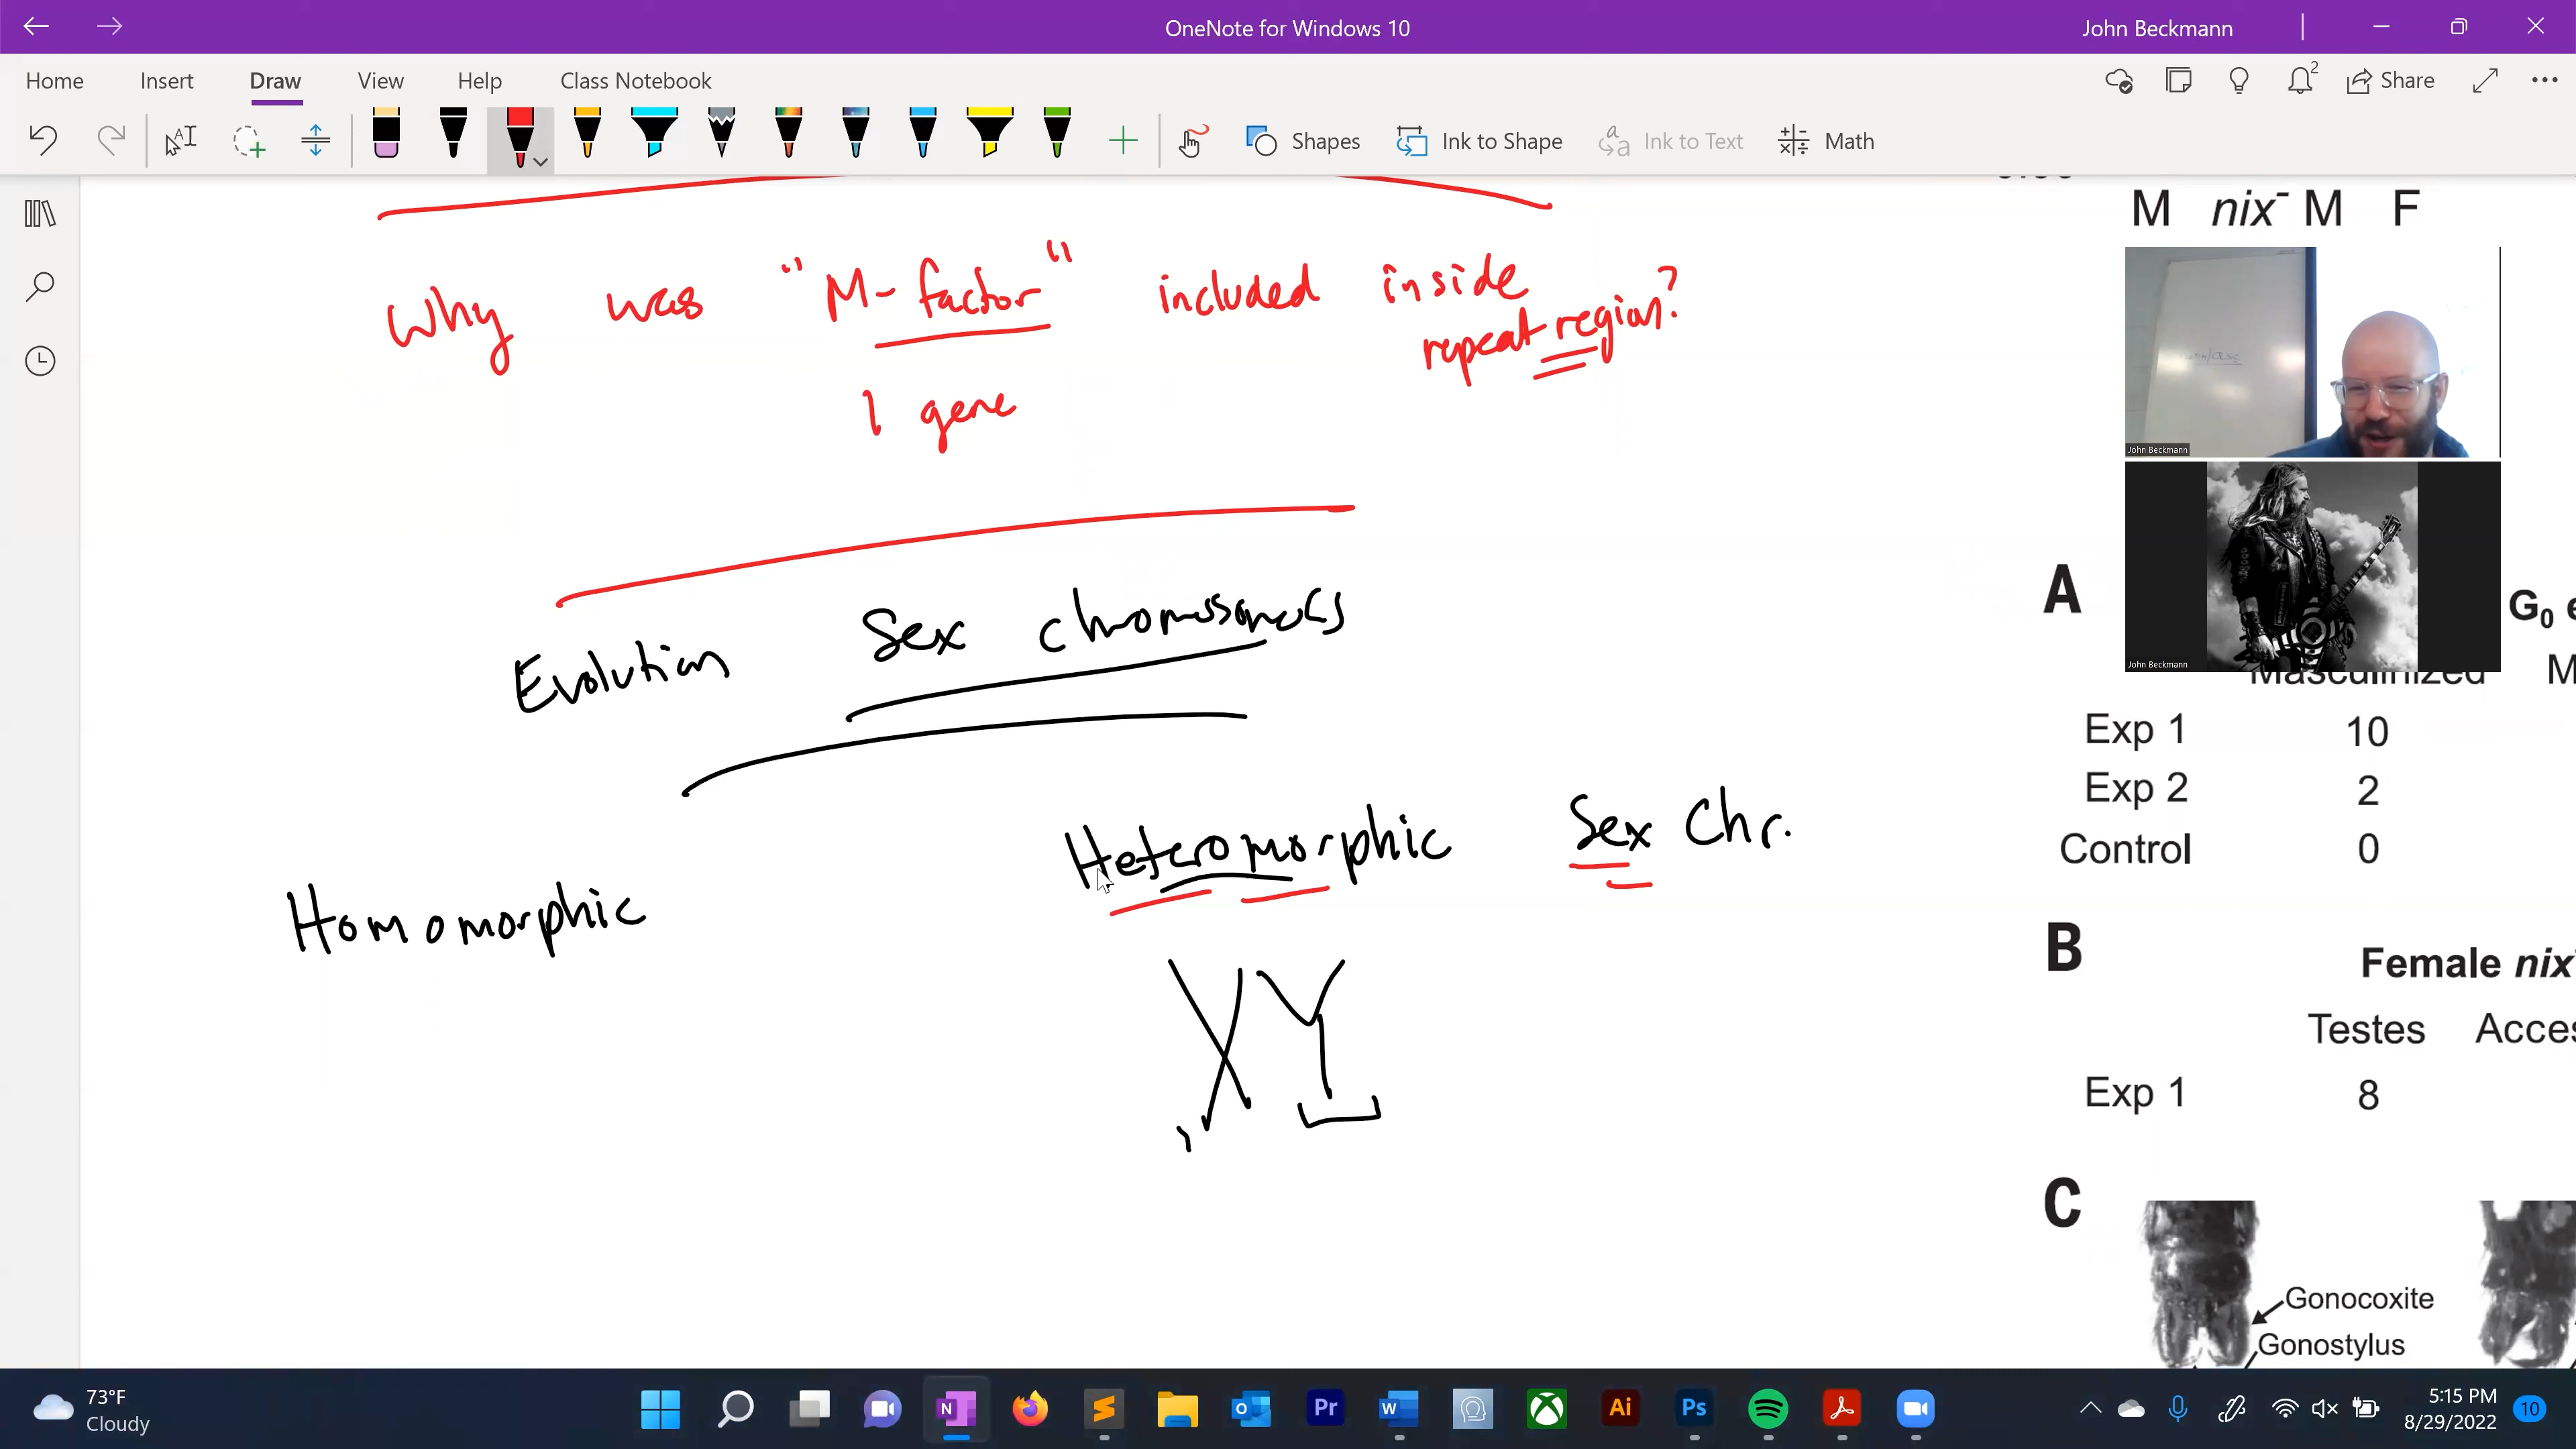 OneNote for Windows 10
John Beckmann
Home Insert Draw View Help Class Notebook
2
Share
Shapes Ink to Shape Ink to Text Math
M nix- M F
Why was "M-factor" included inside
repeat region?
1 gene
John Beckmann
John Beckmann
Evolution Sex chromosomes
A
G0 e
Masculinized M
Exp 1 10
Exp 2 2
Control 0
Heteromorphic Sex Chr.
Homomorphic
XY
B
Female nix
Testes Acces
Exp 1 8
C
Gonocoxite
Gonostylus
73°F
Cloudy
5:15 PM
8/29/2022
10